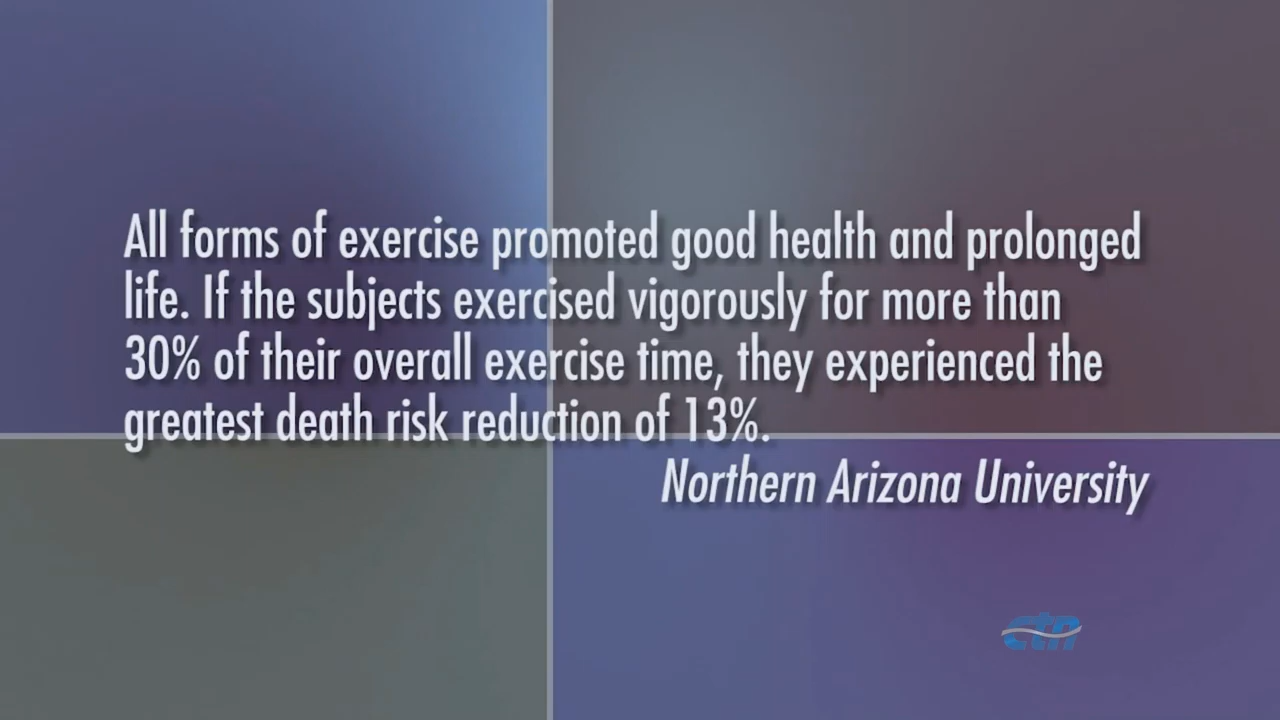 All forms of exercise promoted good health and prolonged
life. If the subjects exercised vigorously for more than
30% of their overall exercise time, they experienced the
greatest death risk reduction of 13%.
Northern Arizona University
ctn